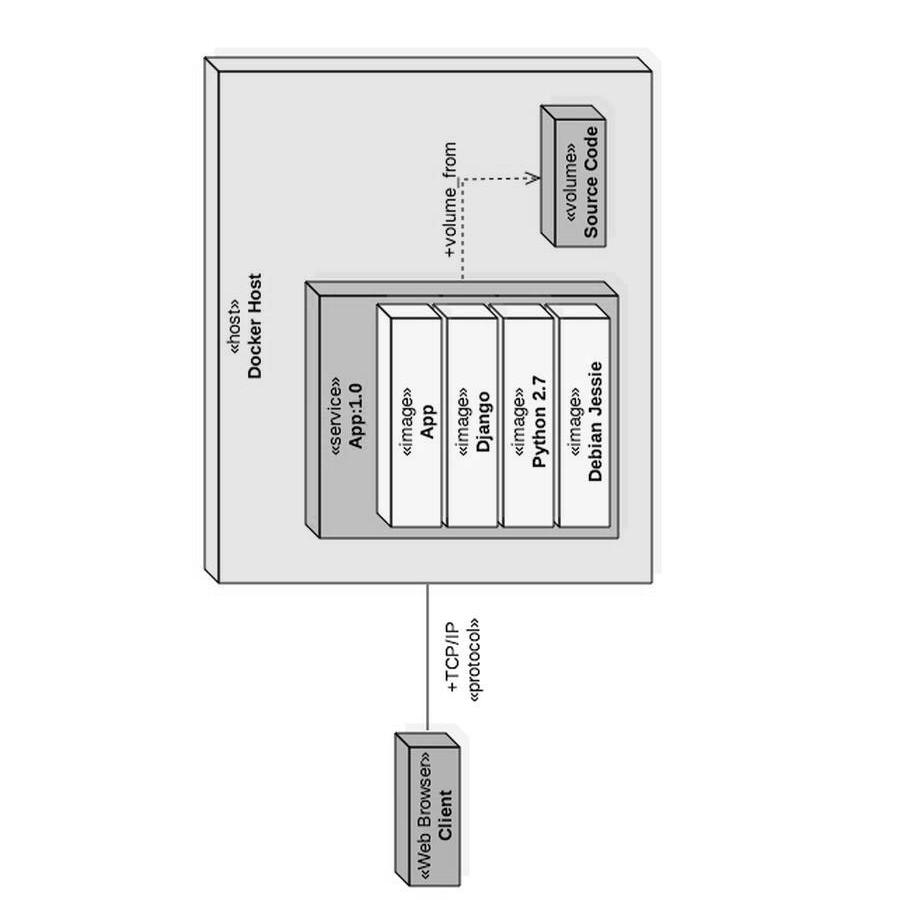 «host»
Docker Host
«service»
App:1.0
«image»
App
«image»
Django
«image»
Python 2.7
«image»
Debian Jessie
+volume_from
«volume»
Source Code
+TCP/IP
«protocol»
«Web Browser»
Client